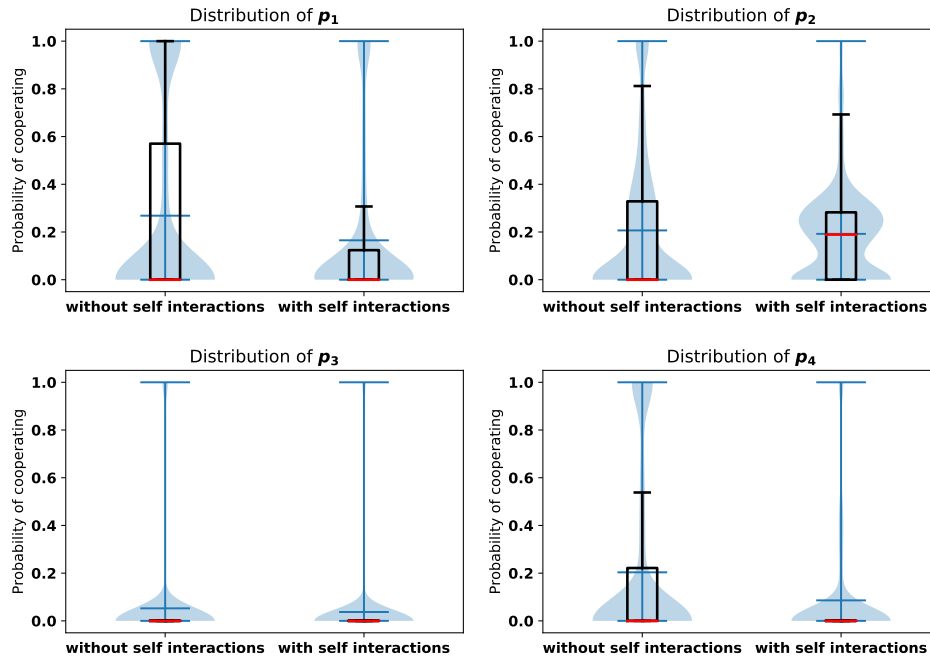 Distribution of p₁
Probability of cooperating
1.0
0.8
0.6
0.4
0.2
0.0
without self interactions with self interactions
Distribution of p₂
Probability of cooperating
1.0
0.8
0.6
0.4
0.2
0.0
without self interactions with self interactions
Distribution of p₃
Probability of cooperating
1.0
0.8
0.6
0.4
0.2
0.0
without self interactions with self interactions
Distribution of p₄
Probability of cooperating
1.0
0.8
0.6
0.4
0.2
0.0
without self interactions with self interactions